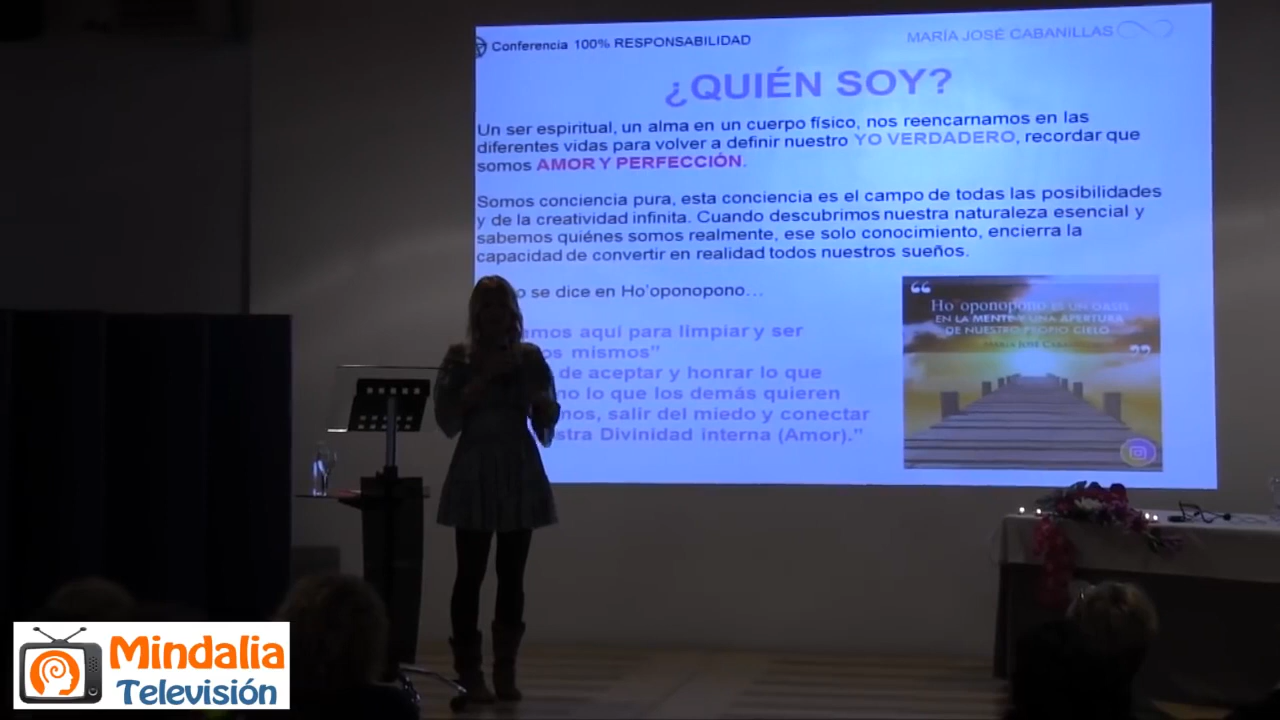 Conferencia 100% RESPONSABILIDAD
MARÍA JOSÉ CABANILLAS
¿QUIÉN SOY?
Un ser espiritual, un alma en un cuerpo físico, nos reencarnamos en las
diferentes vidas para volver a definir nuestro YO VERDADERO, recordar que
somos AMOR Y PERFECCIÓN.
Somos conciencia pura, esta conciencia es el campo de todas las posibilidades
y de la creatividad infinita. Cuando descubrimos nuestra naturaleza esencial y
sabemos quiénes somos realmente, ese solo conocimiento, encierra la
capacidad de convertir en realidad todos nuestros sueños.
o se dice en Ho'oponopono...
emos aquí para limpiar y ser
os mismos"
de aceptar y honrar lo que
no lo que los demás quieren
mos, salir del miedo y conectar
stra Divinidad interna (Amor)."
“
Ho'oponopono ES UN OASIS
EN LA MENTE Y UNA APERTURA
DE NUESTRO PROPIO CIELO
MARÍA JOSÉ
”
Mindalia
Televisión